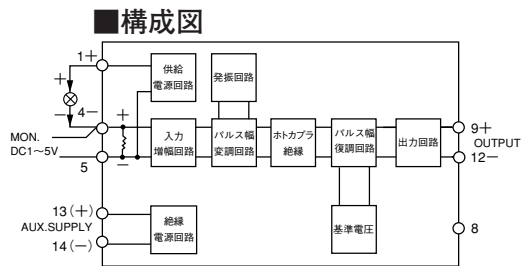 ■構成図
1+
+
−
4−
MON.
DC1～5V
5
+
−
供給
電源回路
発振回路
入力
増幅回路
パルス幅
変調回路
ホトカプラ
絶縁
パルス幅
復調回路
出力回路
9+
OUTPUT
12−
13(+)
AUX.SUPPLY
14(−)
絶縁
電源回路
基準電圧
8